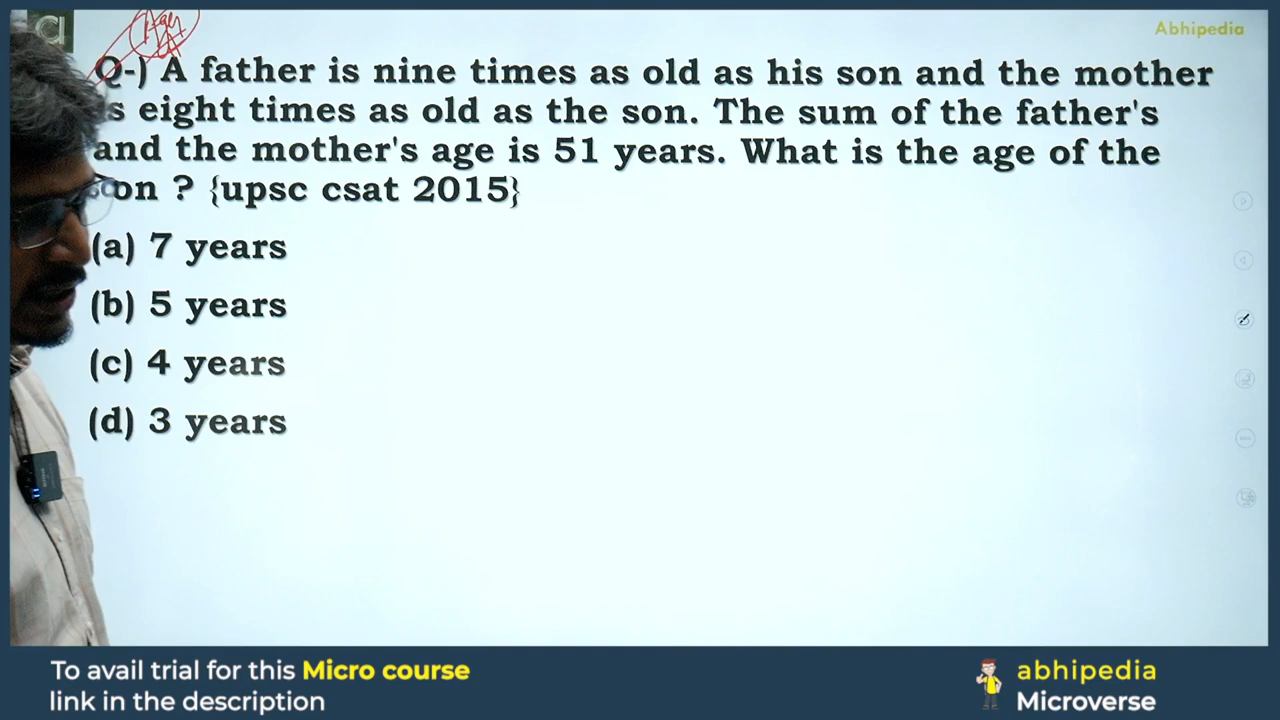 Abhipedia
Age
Q-) A father is nine times as old as his son and the mother
s eight times as old as the son. The sum of the father's
and the mother's age is 51 years. What is the age of the
son ? {upsc csat 2015}
(a) 7 years
(b) 5 years
(c) 4 years
(d) 3 years
To avail trial for this Micro course
link in the description
abhipedia
Microverse